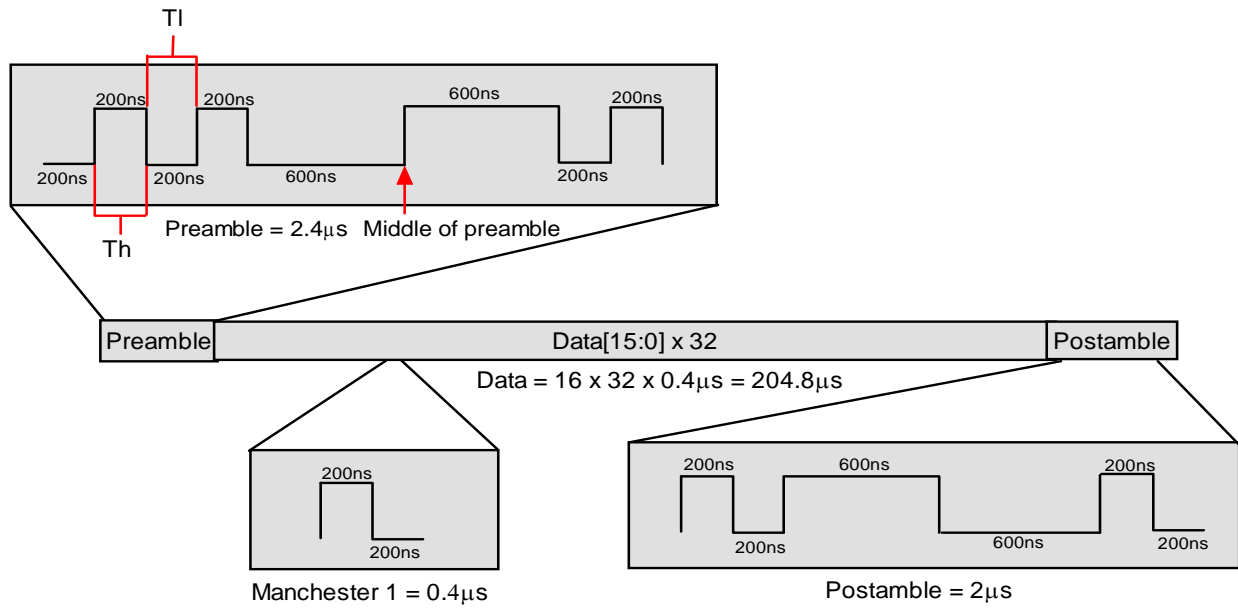 Tl
200ns 200ns 600ns 200ns
200ns 200ns 600ns 200ns
Th
Preamble = 2.4μs Middle of preamble
Preamble Data[15:0] x 32 Postamble
Data = 16 x 32 x 0.4μs = 204.8μs
200ns
200ns
Manchester 1 = 0.4μs
200ns 600ns 200ns
200ns 600ns 200ns
Postamble = 2μs